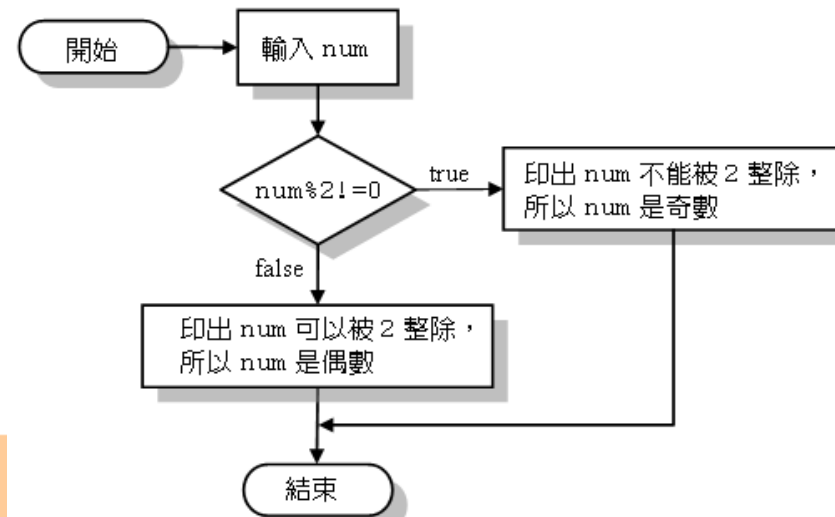 開始
輸入 num
num%2!=0
true
印出 num 不能被 2 整除，
所以 num 是奇數
false
印出 num 可以被 2 整除，
所以 num 是偶數
結束